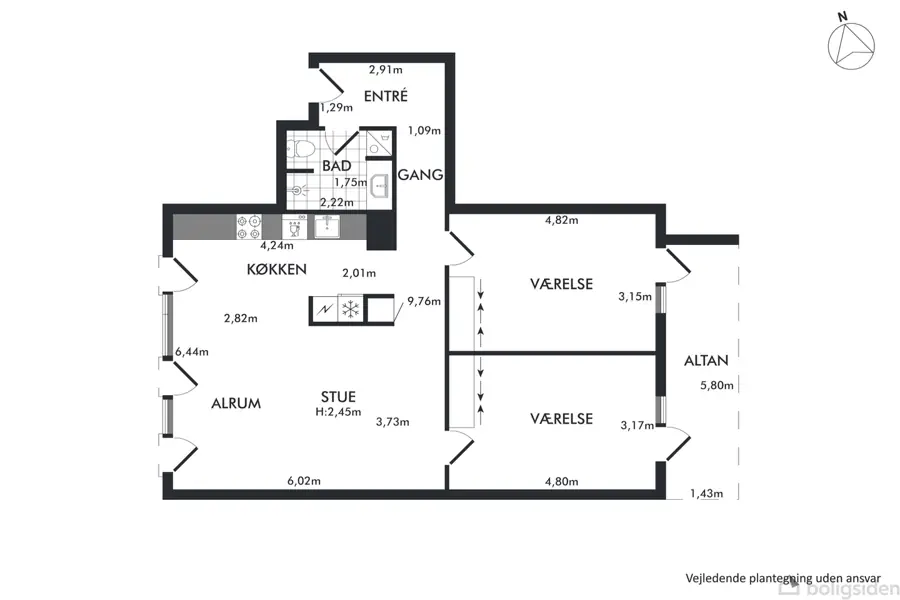 N
2,91m
ENTRÉ
1,29m
1,09m
BAD
GANG
1,75m
2,22m
4,82m
4,24m
KØKKEN
2,01m
VÆRELSE
3,15m
9,76m
2,82m
6,44m
ALTAN
5,80m
ALRUM
STUE
H:2,45m
3,73m
VÆRELSE
3,17m
6,02m
4,80m
1,43m
Vejledende plantegning uden ansvar
boligsiden